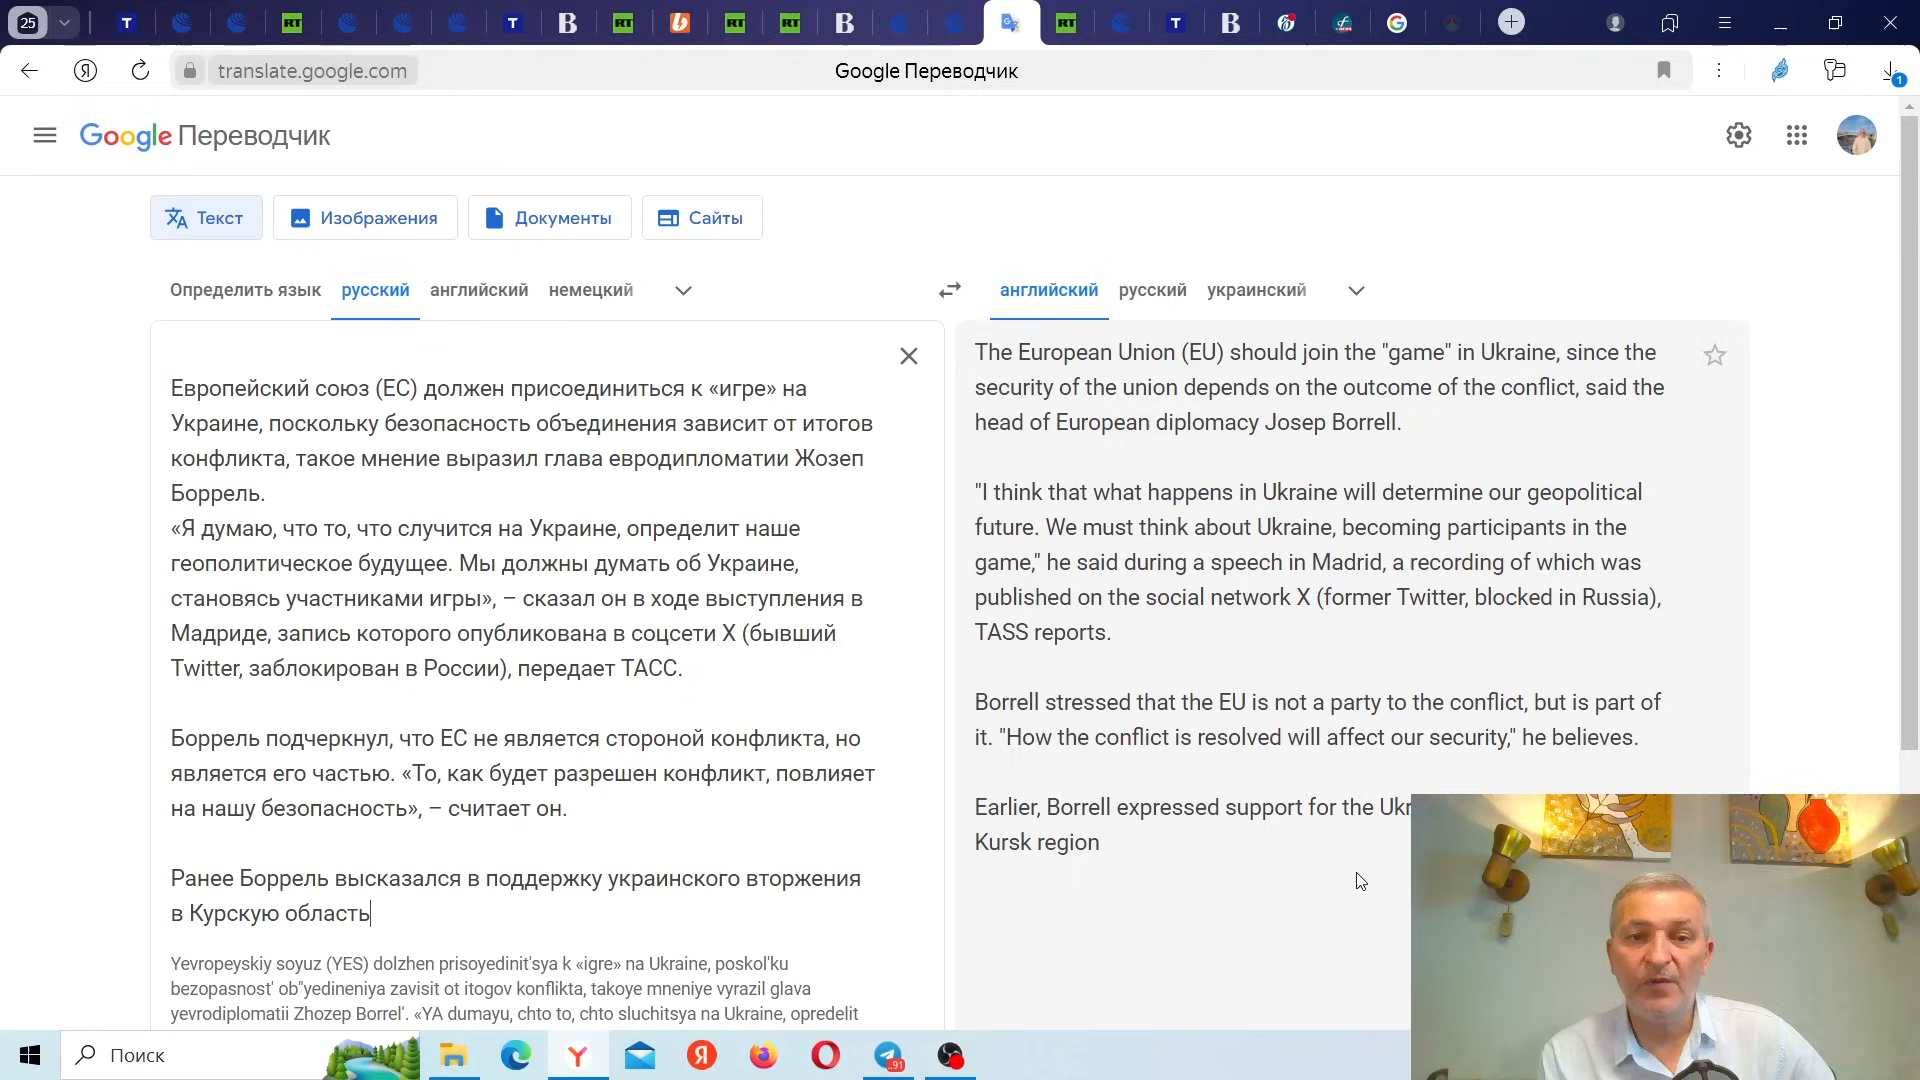 25
T
RT
T
B
RT
RT
RT
B
RT
T
B
translate.google.com
Google Переводчик
1
Google Переводчик
Текст
Изображения
Документы
Сайты
Определить язык
русский
английский
немецкий
английский
русский
украинский
Европейский союз (ЕС) должен присоединиться к «игре» на
Украине, поскольку безопасность объединения зависит от итогов
конфликта, такое мнение выразил глава евродипломатии Жозеп
Боррель.
«Я думаю, что то, что случится на Украине, определит наше
геополитическое будущее. Мы должны думать об Украине,
становясь участниками игры», – сказал он в ходе выступления в
Мадриде, запись которого опубликована в соцсети X (бывший
Twitter, заблокирован в России), передает ТАСС.
Боррель подчеркнул, что ЕС не является стороной конфликта, но
является его частью. «То, как будет разрешен конфликт, повлияет
на нашу безопасность», – считает он.
Ранее Боррель высказался в поддержку украинского вторжения
в Курскую область
Yevropeyskiy soyuz (YES) dolzhen prisoyedinit'sya k «igre» na Ukraine, poskol'ku
bezopasnost' ob"yedineniya zavisit ot itogov konflikta, takoye mneniye vyrazil glava
yevrodiplomatii Zhozep Borrel'. «YA dumayu, chto to, chto sluchitsya na Ukraine, opredelit
The European Union (EU) should join the "game" in Ukraine, since the
security of the union depends on the outcome of the conflict, said the
head of European diplomacy Josep Borrell.
"I think that what happens in Ukraine will determine our geopolitical
future. We must think about Ukraine, becoming participants in the
game," he said during a speech in Madrid, a recording of which was
published on the social network X (former Twitter, blocked in Russia),
TASS reports.
Borrell stressed that the EU is not a party to the conflict, but is part of
it. "How the conflict is resolved will affect our security," he believes.
Earlier, Borrell expressed support for the Ukr
Kursk region
Поиск
91